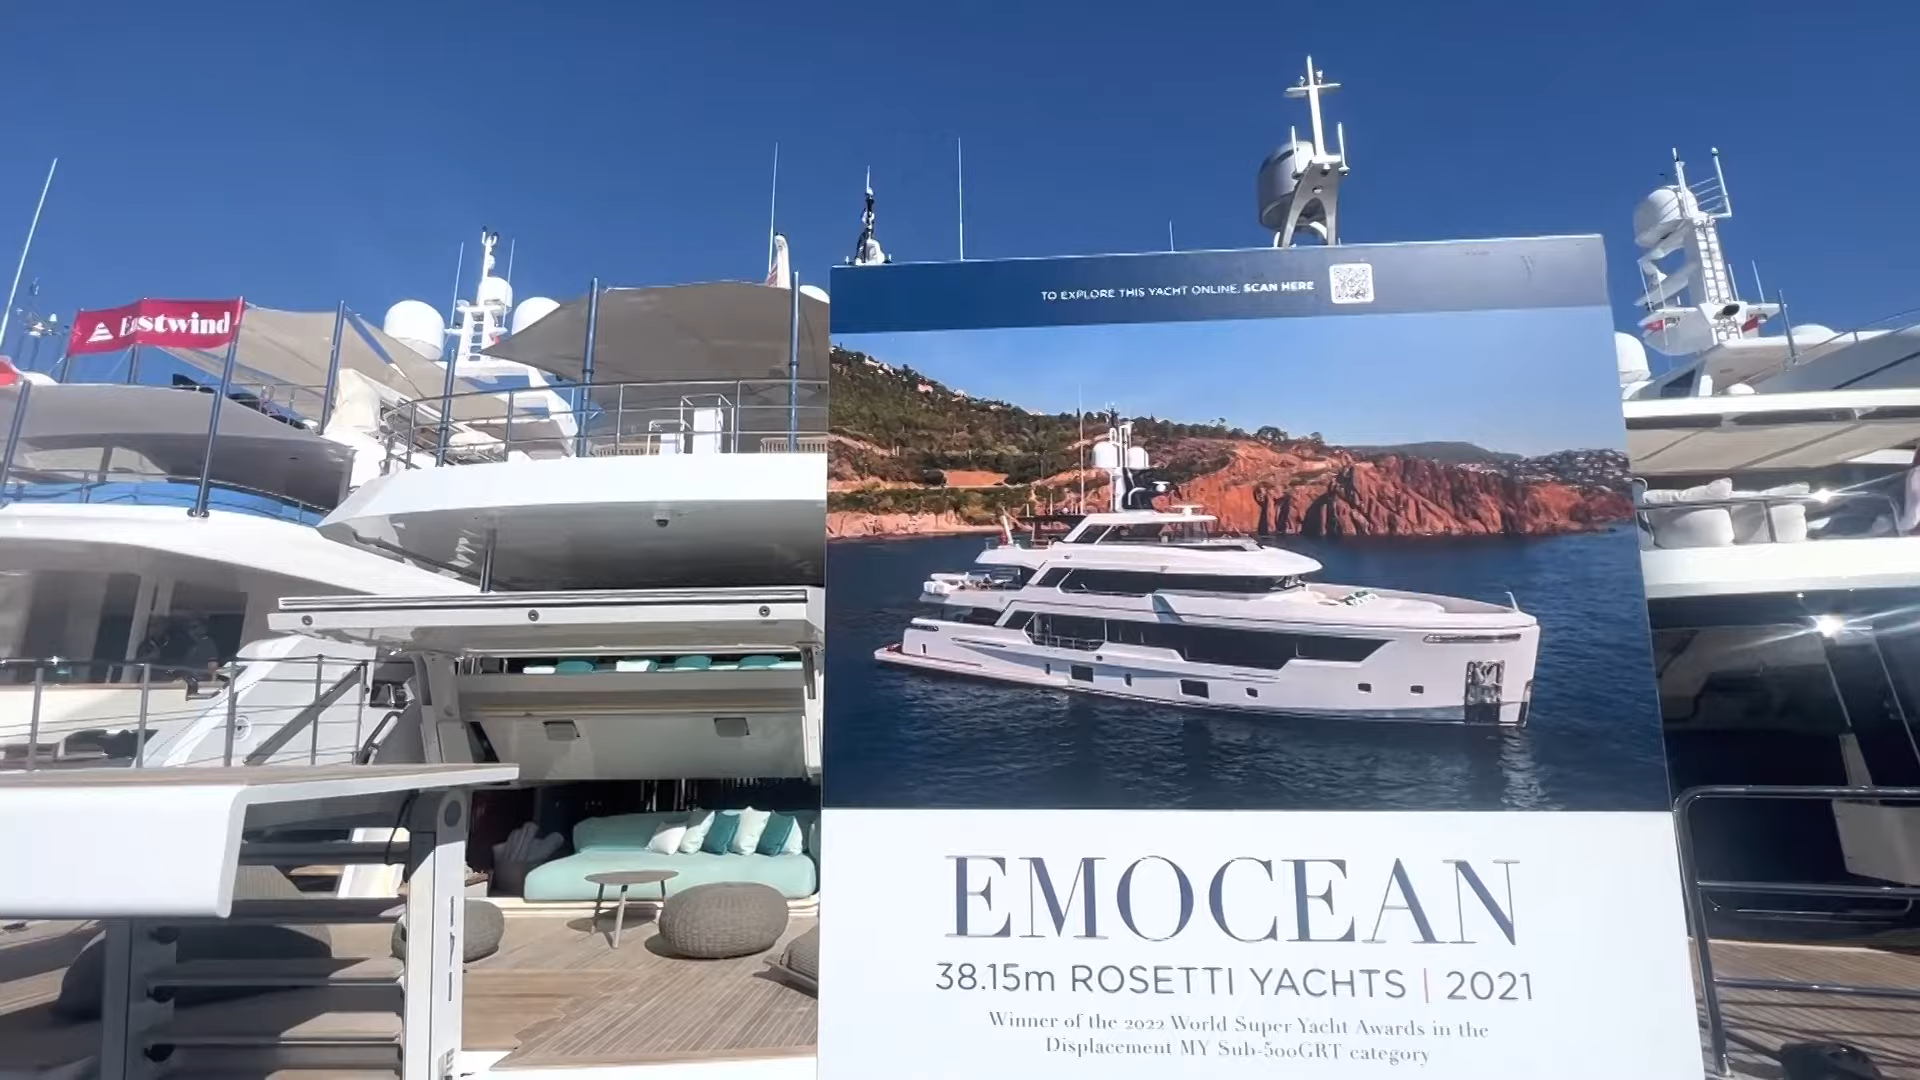 Eastwind
TO EXPLORE THIS YACHT ONLINE, SCAN HERE
EMOCEAN
38.15m ROSETTI YACHTS | 2021
Winner of the 2022 World Super Yacht Awards in the
Displacement MY Sub-500GRT category